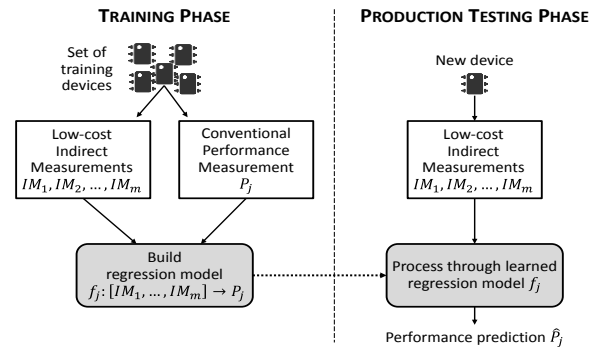 TRAINING PHASE
Set of
training
devices
Low-cost
Indirect
Measurements
IM₁, IM₂, ..., IMₘ
Conventional
Performance
Measurement
Pⱼ
Build
regression model
fⱼ: [IM₁, ..., IMₘ] → Pⱼ
PRODUCTION TESTING PHASE
New device
Low-cost
Indirect
Measurements
IM₁, IM₂, ..., IMₘ
Process through learned
regression model fⱼ
Performance prediction P̂ⱼ